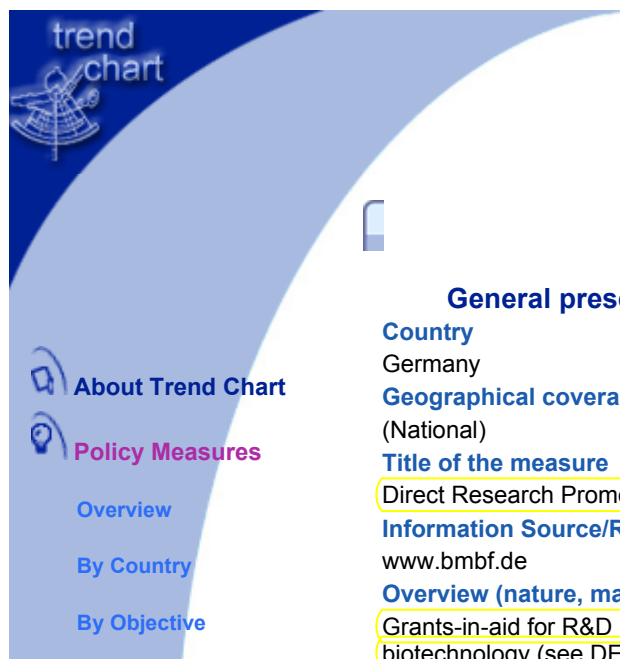 trend
chart
About Trend Chart
Policy Measures
Overview
By Country
By Objective
General
Country
Germany
Geographical
(National)
Title of the measure
Direct Research
Information
www.bmbf.de
Overview (nature,
Grants-in-aid for R&D
biotechnology (see